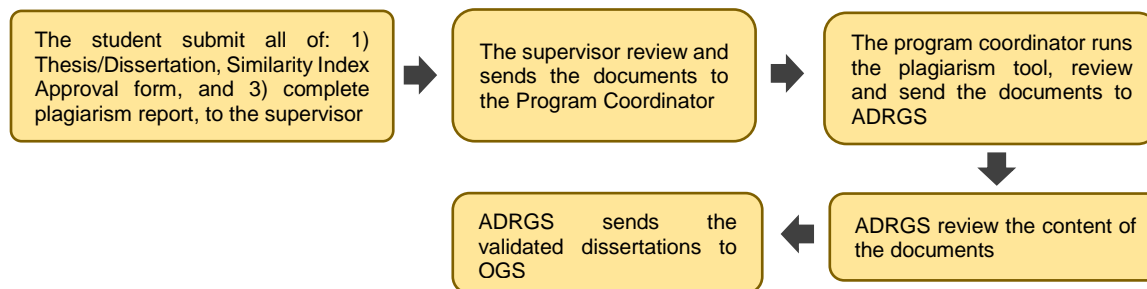 The student submit all of: 1)
Thesis/Dissertation, Similarity Index
Approval form, and 3) complete
plagiarism report, to the supervisor
The supervisor review and
sends the documents to
the Program Coordinator
The program coordinator runs
the plagiarism tool, review
and send the documents to
ADRGS
ADRGS review the content of
the documents
ADRGS sends the
validated dissertations to
OGS